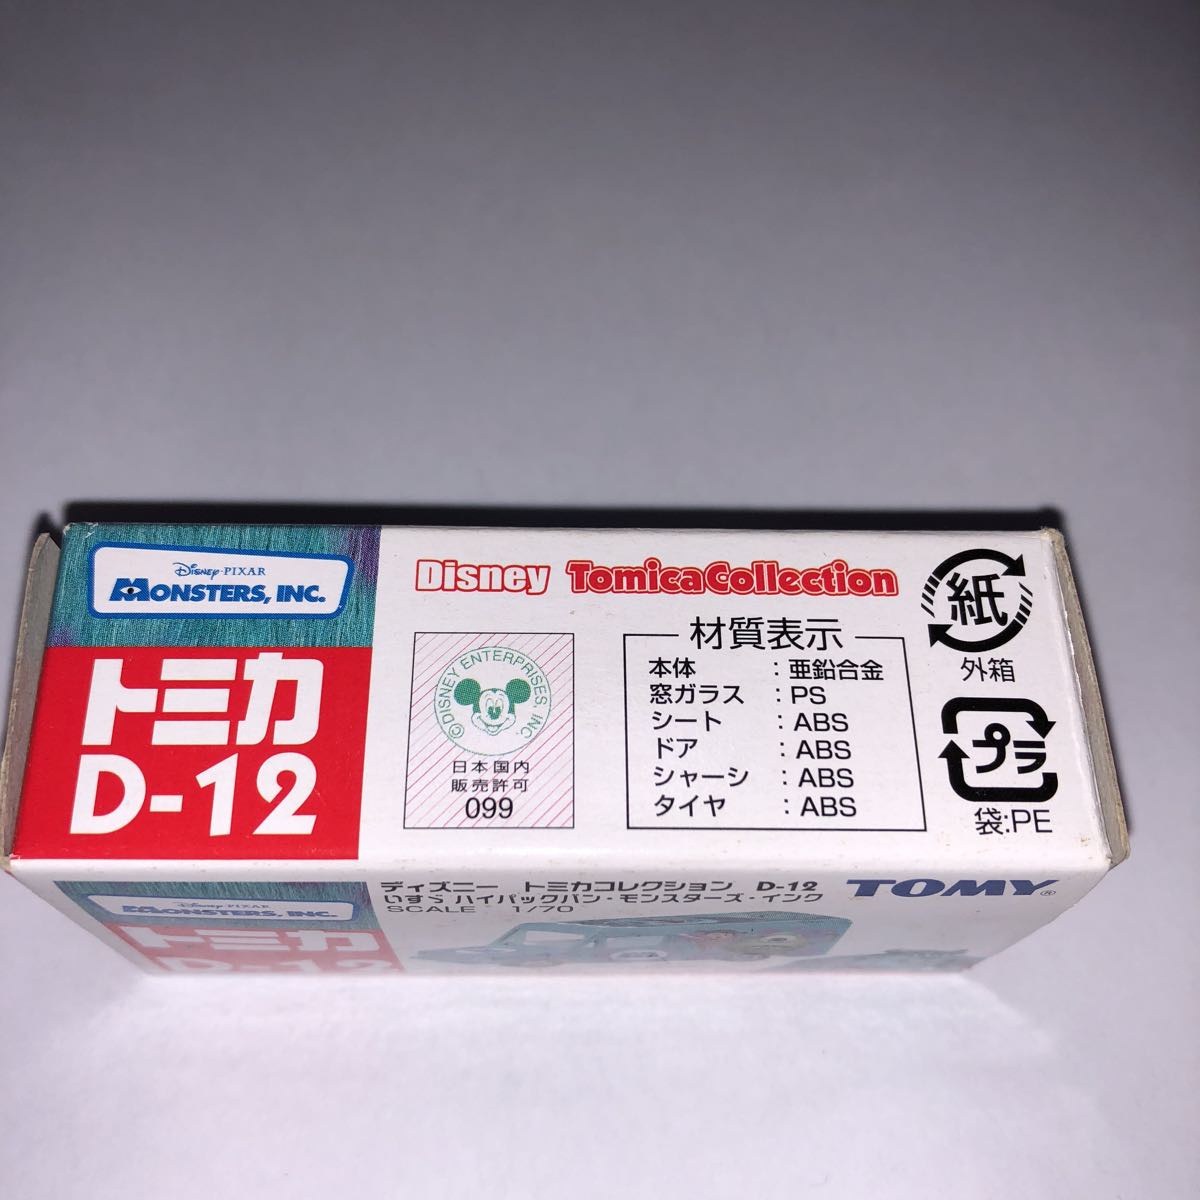 Disney·PIXAR
MONSTERS, INC.
トミカ
D-12
Disney TomicaCollection
©DISNEY ENTERPRISES, INC.
日本国内
販売許可
099
材質表示
本体 : 亜鉛合金
窓ガラス : PS
シート : ABS
ドア : ABS
シャーシ : ABS
タイヤ : ABS
紙
外箱
プラ
袋:PE
Disney·PIXAR
MONSTERS, INC.
トミカ
D-12
ディズニー トミカコレクション D-12
いすゞ ハイパックバン・モンスターズ・インク
SCALE 1/70
TOMY®